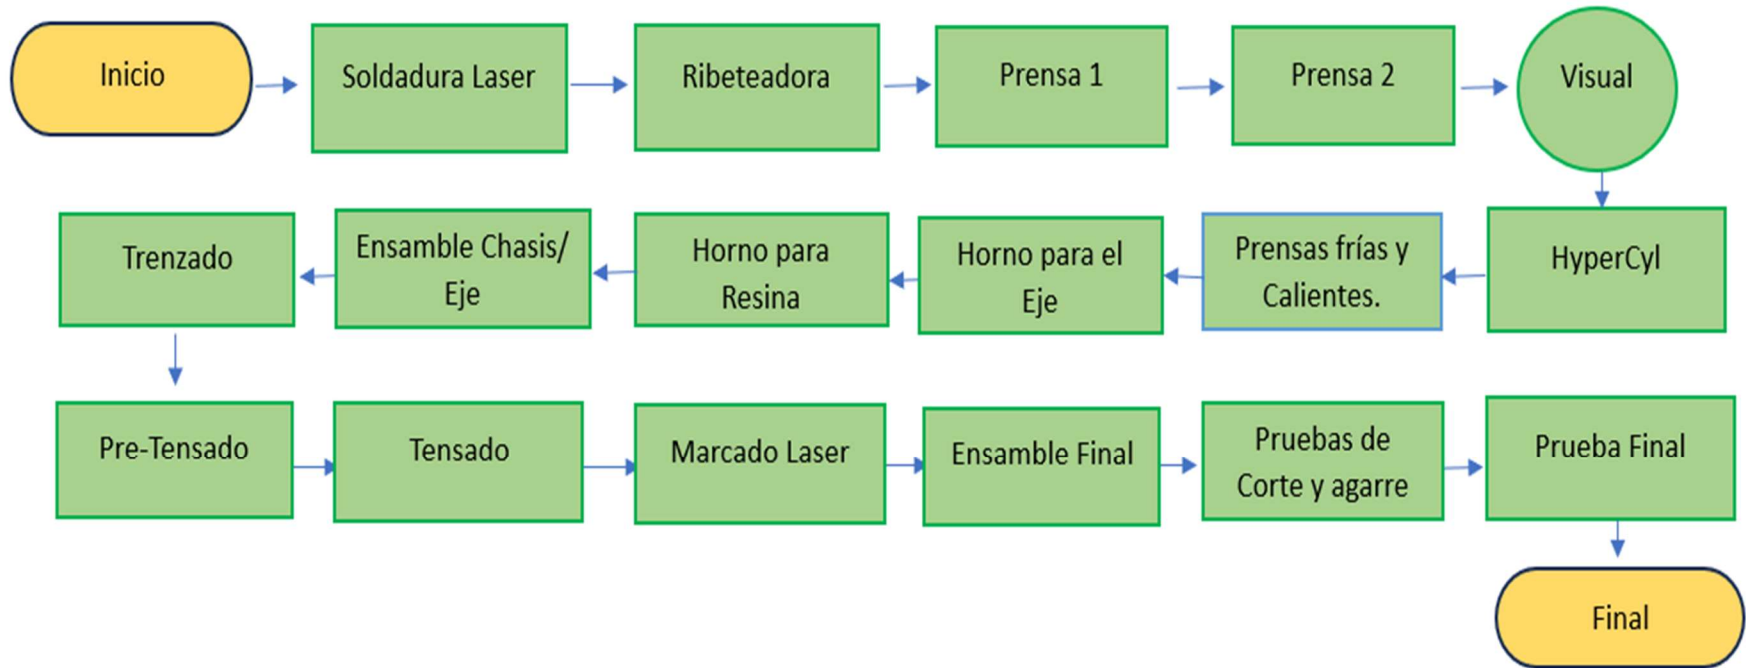 Inicio
Soldadura Laser
Ribeteadora
Prensa 1
Prensa 2
Visual
HyperCyl
Prensas frías y
Calientes.
Horno para el
Eje
Horno para
Resina
Ensamble Chasis/
Eje
Trenzado
Pre-Tensado
Tensado
Marcado Laser
Ensamble Final
Pruebas de
Corte y agarre
Prueba Final
Final